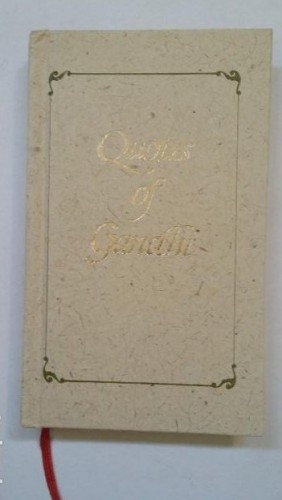 Quotes
of
Gandhi